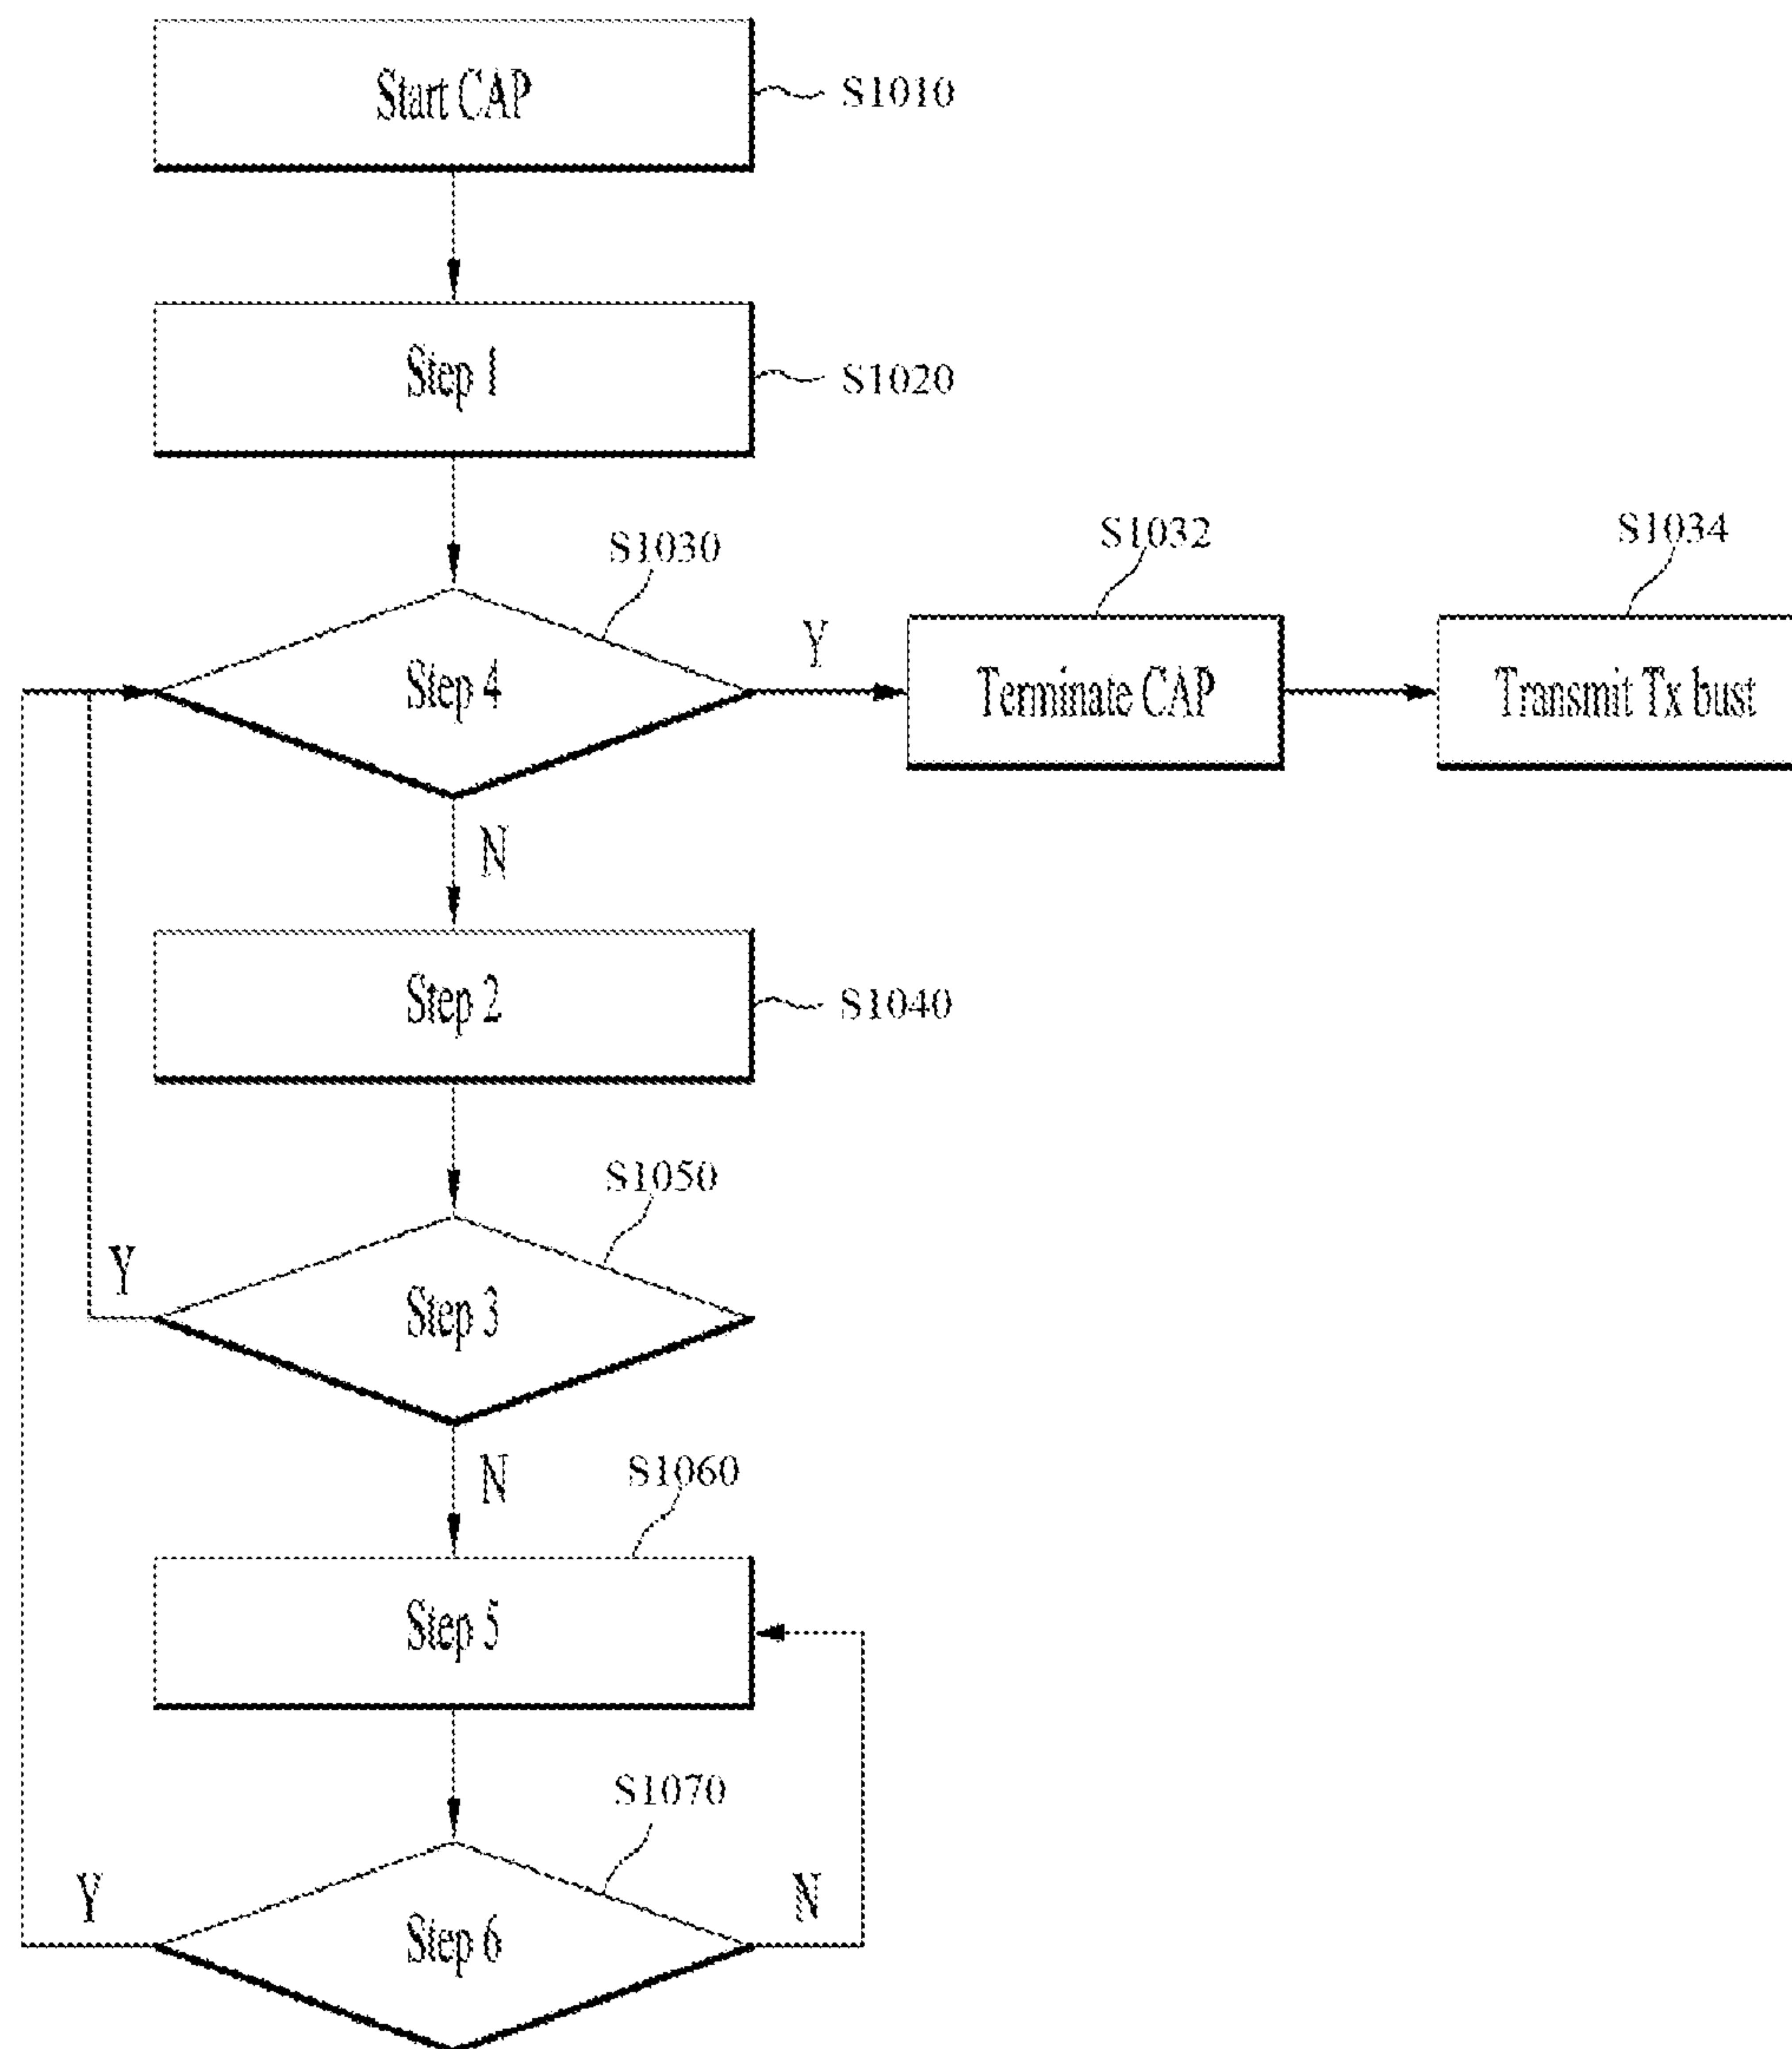 Start CAP
S1010
Step 1
S1020
S1030
S1032
S1034
Step 4
Y
Terminate CAP
Transmit Tx bust
N
Step 2
S1040
S1050
Y
Step 3
N
S1060
Step 5
S1070
Y
N
Step 6